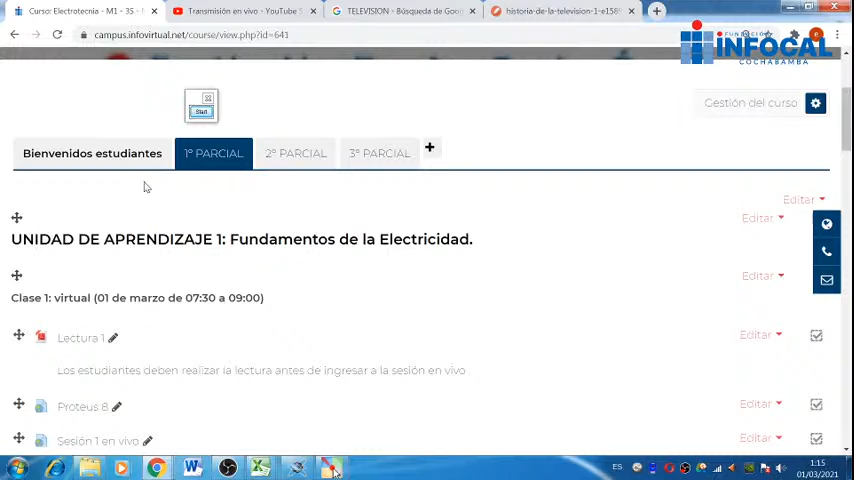 Curso: Electrotecnia - M1 - 3S -
Transmisión en vivo - YouTube S
TELEVISION - Búsqueda de Goog
historia-de-la-television-1-e1589
campus.infovirtual.net/course/view.php?id=641
FUNDACIÓN
INFOCAL
COCHABAMBA
Start
Gestión del curso
Bienvenidos estudiantes
1º PARCIAL
2º PARCIAL
3º PARCIAL
Editar
Editar
UNIDAD DE APRENDIZAJE 1: Fundamentos de la Electricidad.
Editar
Clase 1: virtual (01 de marzo de 07:30 a 09:00)
Lectura 1
Editar
Los estudiantes deben realizar la lectura antes de ingresar a la sesión en vivo
Proteus 8
Editar
Sesión 1 en vivo
Editar
ES
1:15
01/03/2021